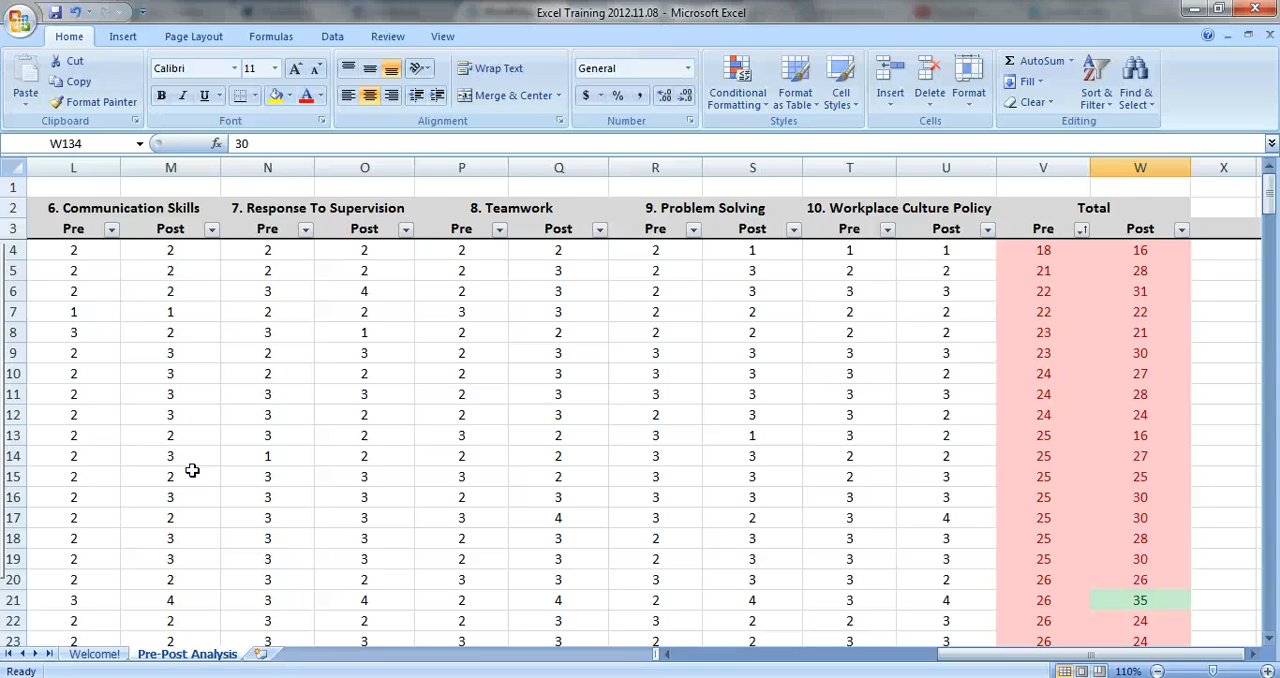 Excel Training 2012.11.08 - Microsoft Excel
Home Insert Page Layout Formulas Data Review View
Cut
Copy
Format Painter
Paste
Clipboard
Calibri 11
B I U
Font
Wrap Text
Merge & Center
Alignment
General
$ % ,
Number
Conditional Formatting
Format as Table
Cell Styles
Styles
Insert Delete Format
Cells
AutoSum
Fill
Clear
Sort & Filter
Find & Select
Editing
W134 fx 30
L M N O P Q R S T U V W X
1
2 6. Communication Skills 7. Response To Supervision 8. Teamwork 9. Problem Solving 10. Workplace Culture Policy Total
3 Pre Post Pre Post Pre Post Pre Post Pre Post Pre Post
4 2 2 2 2 2 2 2 1 1 1 18 16
5 2 2 2 2 2 3 2 3 2 2 21 28
6 2 2 3 4 2 3 2 3 3 3 22 31
7 1 1 2 2 3 3 2 2 2 2 22 22
8 3 2 3 1 2 2 2 2 2 2 23 21
9 2 3 2 3 2 3 3 3 3 3 23 30
10 2 3 2 2 2 3 3 3 3 2 24 27
11 2 3 3 3 2 3 3 3 3 3 24 28
12 2 3 3 2 2 3 2 3 3 2 24 24
13 2 2 3 2 3 2 3 1 3 2 25 16
14 2 3 1 2 2 2 3 3 2 2 25 27
15 2 2 3 3 3 2 3 3 2 3 25 25
16 2 3 3 3 2 3 3 3 3 3 25 30
17 2 2 3 3 3 4 3 2 3 4 25 30
18 2 3 3 3 2 3 2 3 3 3 25 28
19 2 3 3 3 2 3 2 3 3 3 25 30
20 2 2 3 2 3 3 3 3 3 2 26 26
21 3 4 3 4 2 4 2 4 3 4 26 35
22 2 2 3 2 2 3 3 2 2 3 26 24
23 2 2 3 3 3 3 2 2 3 3 26 24
Welcome! Pre-Post Analysis
Ready 110%